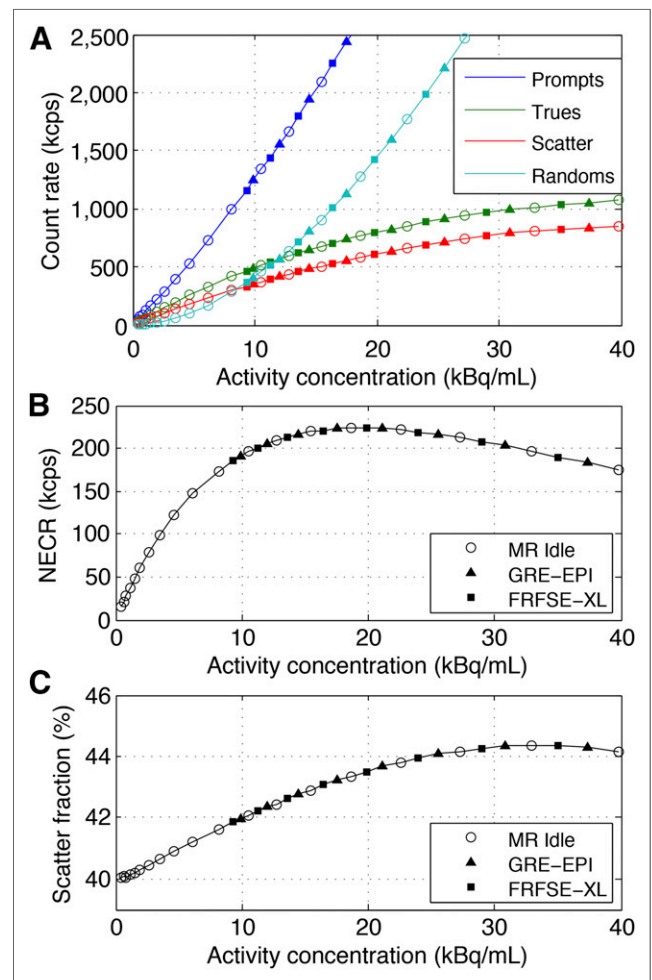 A
2,500
2,000
1,500
1,000
500
0
Count rate (kcps)
Prompts
Trues
Scatter
Randoms
0 10 20 30 40
Activity concentration (kBq/mL)
B
250
200
150
100
50
0
NECR (kcps)
MR Idle
GRE–EPI
FRFSE–XL
0 10 20 30 40
Activity concentration (kBq/mL)
C
46
44
42
40
Scatter fraction (%)
MR Idle
GRE–EPI
FRFSE–XL
0 10 20 30 40
Activity concentration (kBq/mL)